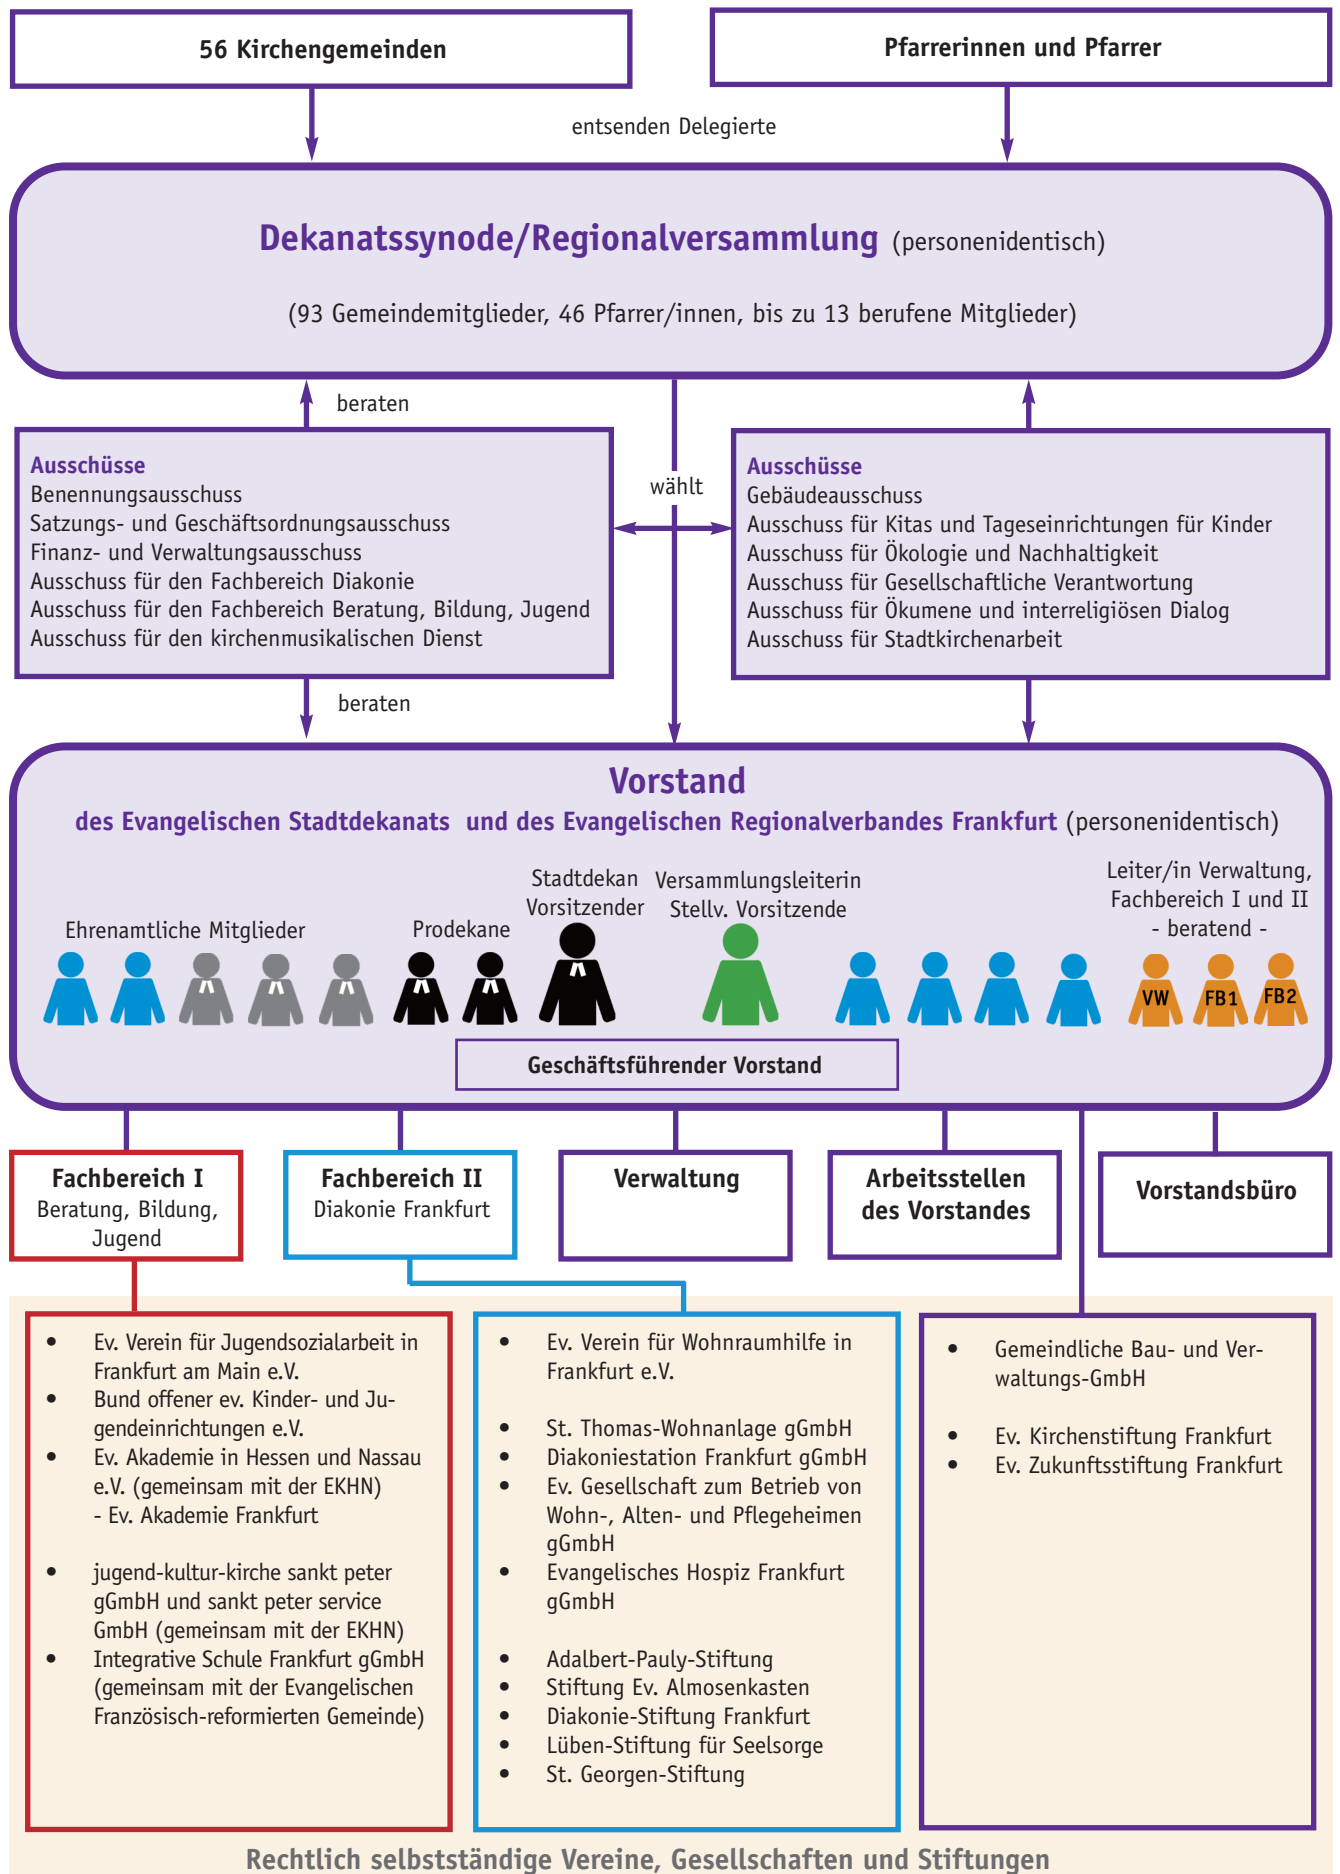 56 Kirchengemeinden
Pfarrerinnen und Pfarrer
entsenden Delegierte
Dekanatssynode/Regionalversammlung (personenidentisch)
(93 Gemeindemitglieder, 46 Pfarrer/innen, bis zu 13 berufene Mitglieder)
beraten
Ausschüsse
Benennungsausschuss
Satzungs- und Geschäftsordnungsausschuss
Finanz- und Verwaltungsausschuss
Ausschuss für den Fachbereich Diakonie
Ausschuss für den Fachbereich Beratung, Bildung, Jugend
Ausschuss für den kirchenmusikalischen Dienst
wählt
Ausschüsse
Gebäudeausschuss
Ausschuss für Kitas und Tageseinrichtungen für Kinder
Ausschuss für Ökologie und Nachhaltigkeit
Ausschuss für Gesellschaftliche Verantwortung
Ausschuss für Ökumene und interreligiösen Dialog
Ausschuss für Stadtkirchenarbeit
beraten
Vorstand
des Evangelischen Stadtdekanats und des Evangelischen Regionalverbandes Frankfurt (personenidentisch)
Ehrenamtliche Mitglieder
Prodekane
Stadtdekan
Vorsitzender
Versammlungsleiterin
Stellv. Vorsitzende
Leiter/in Verwaltung,
Fachbereich I und II
- beratend -
VW
FB1
FB2
Geschäftsführender Vorstand
Fachbereich I
Beratung, Bildung,
Jugend
Fachbereich II
Diakonie Frankfurt
Verwaltung
Arbeitsstellen
des Vorstandes
Vorstandsbüro
• Ev. Verein für Jugendsozialarbeit in
Frankfurt am Main e.V.
• Bund offener ev. Kinder- und Ju-
gendeinrichtungen e.V.
• Ev. Akademie in Hessen und Nassau
e.V. (gemeinsam mit der EKHN)
- Ev. Akademie Frankfurt
• jugend-kultur-kirche sankt peter
gGmbH und sankt peter service
GmbH (gemeinsam mit der EKHN)
• Integrative Schule Frankfurt gGmbH
(gemeinsam mit der Evangelischen
Französisch-reformierten Gemeinde)
• Ev. Verein für Wohnraumhilfe in
Frankfurt e.V.
• St. Thomas-Wohnanlage gGmbH
• Diakoniestation Frankfurt gGmbH
• Ev. Gesellschaft zum Betrieb von
Wohn-, Alten- und Pflegeheimen
gGmbH
• Evangelisches Hospiz Frankfurt
gGmbH
• Adalbert-Pauly-Stiftung
• Stiftung Ev. Almosenkasten
• Diakonie-Stiftung Frankfurt
• Lüben-Stiftung für Seelsorge
• St. Georgen-Stiftung
• Gemeindliche Bau- und Ver-
waltungs-GmbH
• Ev. Kirchenstiftung Frankfurt
• Ev. Zukunftsstiftung Frankfurt
Rechtlich selbstständige Vereine, Gesellschaften und Stiftungen